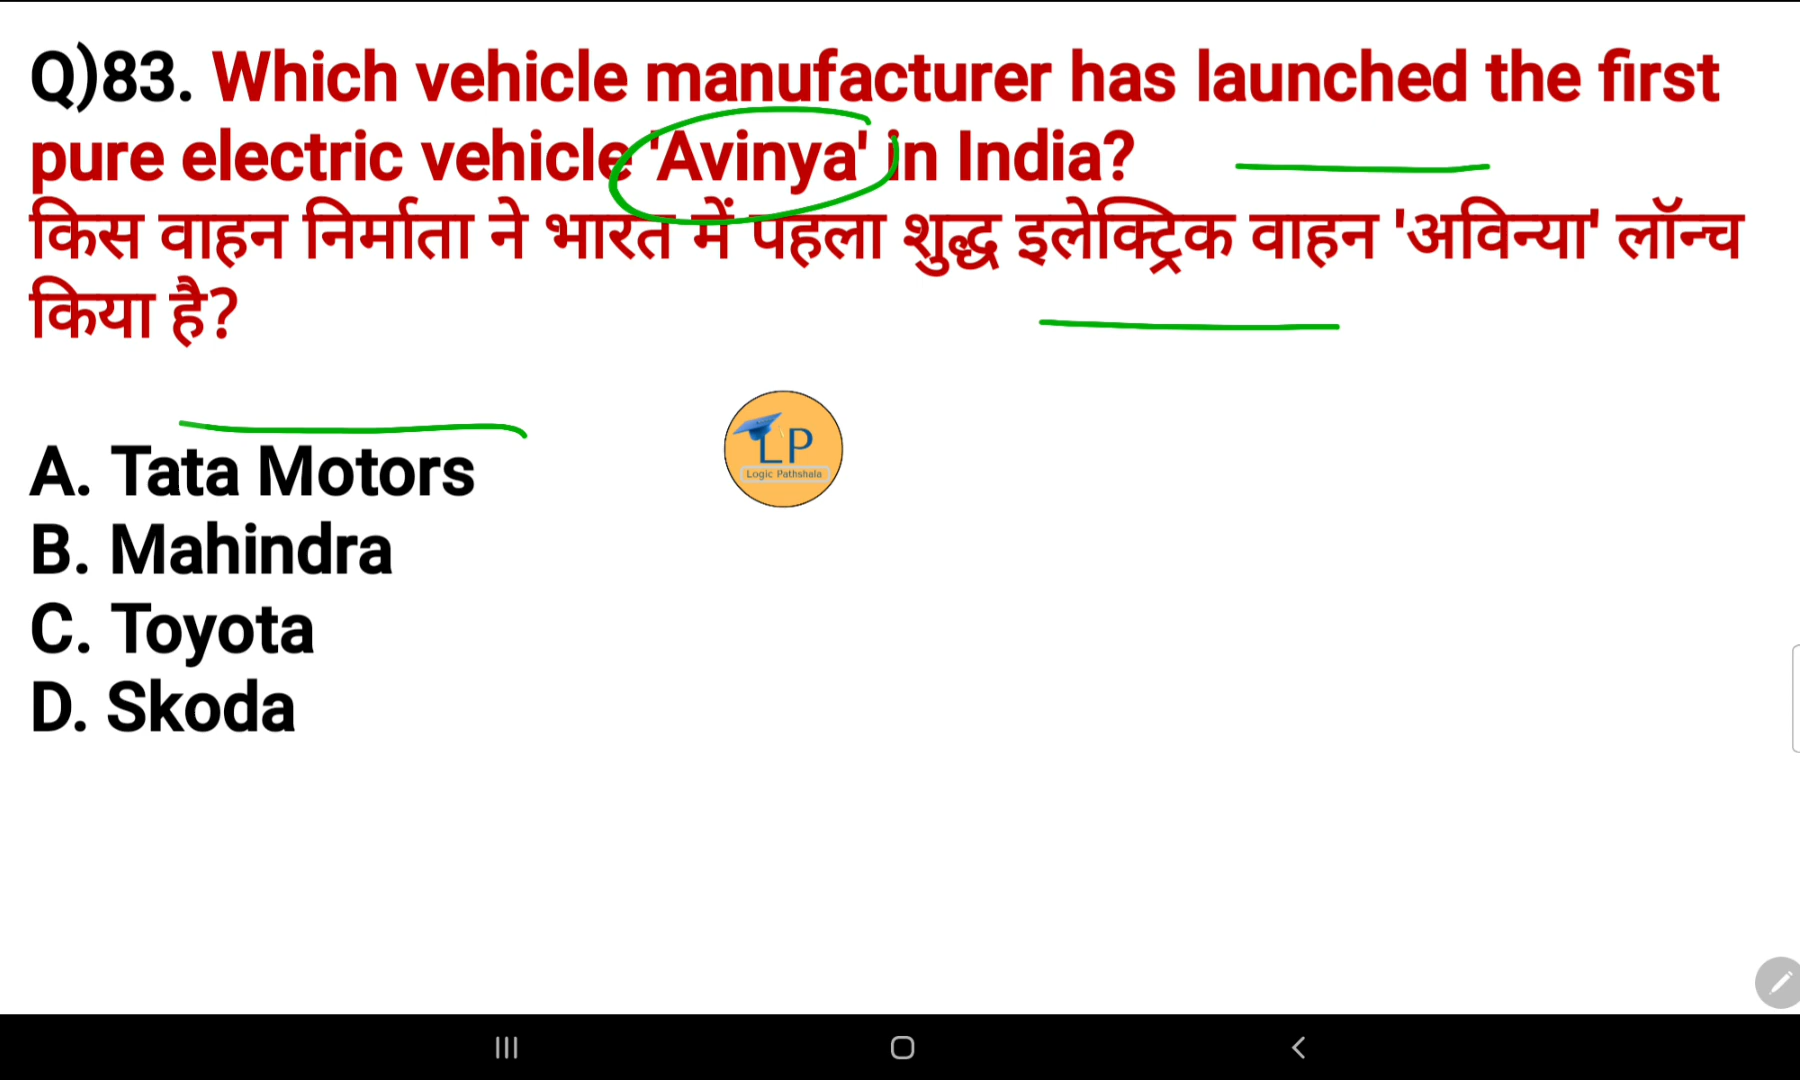 Q)83. Which vehicle manufacturer has launched the first
pure electric vehicle 'Avinya' in India?
किस वाहन निर्माता ने भारत में पहला शुद्ध इलेक्ट्रिक वाहन 'अविन्या' लॉन्च
किया है?
A. Tata Motors
B. Mahindra
C. Toyota
D. Skoda
LP
Logic Pathshala